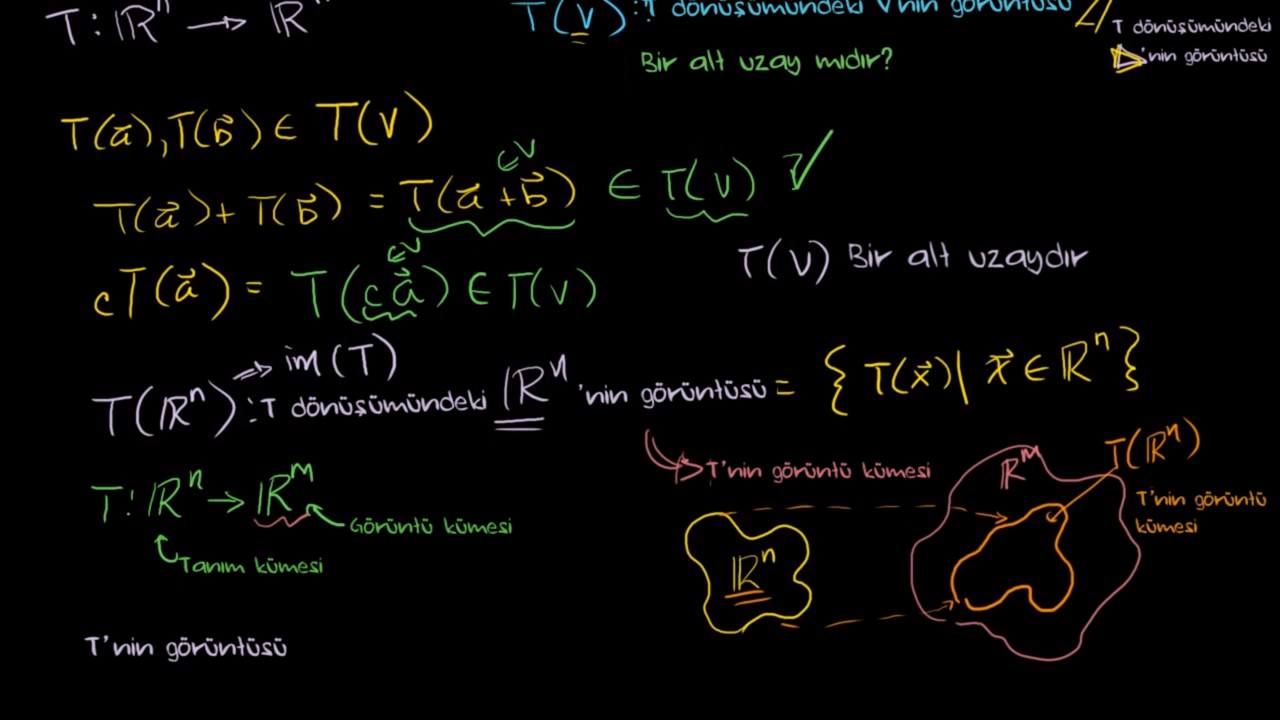 T : ℝⁿ → ℝᵐ
T(V) : T dönüşümündeki V'nin görüntüsü
T dönüşümündeki
'nin görüntüsü
Bir alt uzay mıdır?
T(a⃗), T(b⃗) ∈ T(V)
∈V
T(a⃗) + T(b⃗) = T(a⃗ + b⃗) ∈ T(V) ✓
∈V
T(V) Bir alt uzaydır
cT(a⃗) = T(ca⃗) ∈ T(V)
⇒ im(T)
T(ℝⁿ) : T dönüşümündeki ℝⁿ 'nin görüntüsü = { T(x⃗) | x⃗ ∈ ℝⁿ }
T'nin görüntü kümesi
ℝᵐ
T(ℝⁿ)
T'nin görüntü
kümesi
T : ℝⁿ → ℝᵐ
Görüntü kümesi
Tanım kümesi
ℝⁿ
T'nin görüntüsü